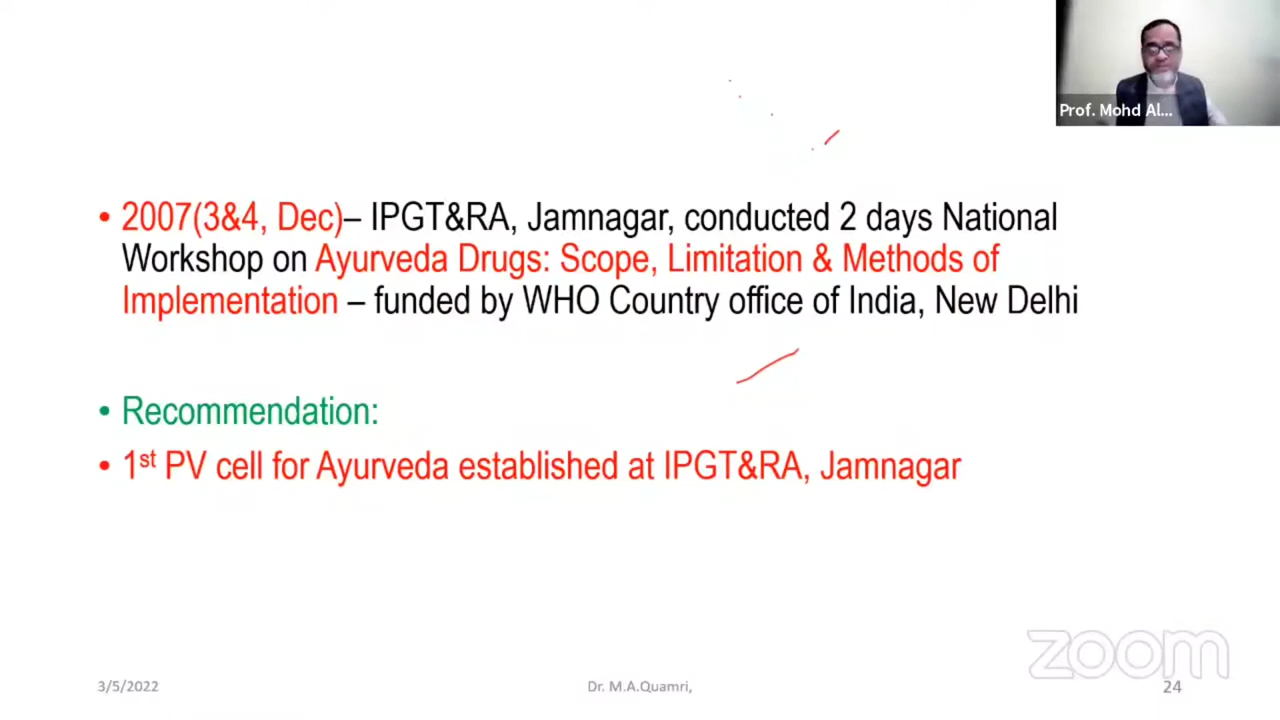 Prof. Mohd Al...
• 2007(3&4, Dec)– IPGT&RA, Jamnagar, conducted 2 days National
Workshop on Ayurveda Drugs: Scope, Limitation & Methods of
Implementation – funded by WHO Country office of India, New Delhi
• Recommendation:
• 1st PV cell for Ayurveda established at IPGT&RA, Jamnagar
zoom
3/5/2022
Dr. M.A.Quamri,
24